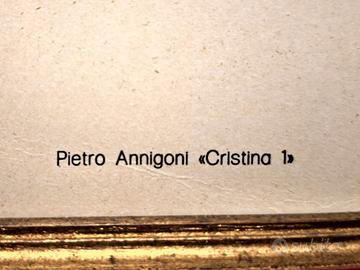 Pietro Annigoni «Cristina 1»